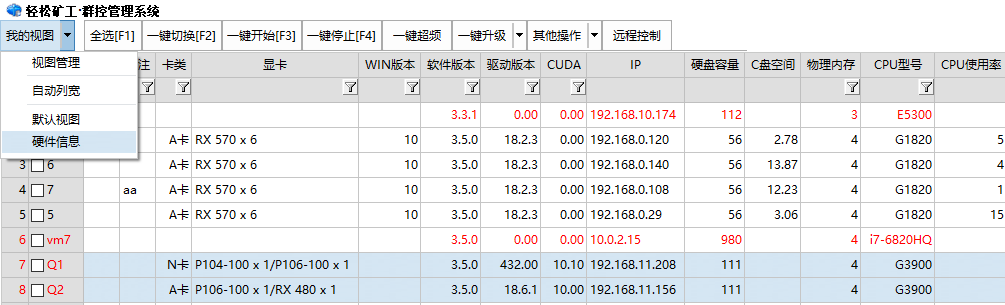 轻松矿工·群控管理系统
我的视图 全选[F1] 一键切换[F2] 一键开始[F3] 一键停止[F4] 一键超频 一键升级 其他操作 远程控制
视图管理
自动列宽
默认视图
硬件信息
注 卡类 显卡 WIN版本 软件版本 驱动版本 CUDA IP 硬盘容量 C盘空间 物理内存 CPU型号 CPU使用率
3.3.1 0.00 0.00 192.168.10.174 112 3 E5300
A卡 RX 570 x 6 10 3.5.0 18.2.3 0.00 192.168.0.120 56 2.78 4 G1820 5
3 6 A卡 RX 570 x 6 10 3.5.0 18.2.3 0.00 192.168.0.140 56 13.87 4 G1820 4
4 7 aa A卡 RX 570 x 6 10 3.5.0 18.2.3 0.00 192.168.0.108 56 12.23 4 G1820 1
5 5 A卡 RX 570 x 6 10 3.5.0 18.2.3 0.00 192.168.0.29 56 3.06 4 G1820 15
6 vm7 3.5.0 0.00 0.00 10.0.2.15 980 4 i7-6820HQ
7 Q1 N卡 P104-100 x 1/P106-100 x 1 3.5.0 432.00 10.10 192.168.11.208 111 4 G3900
8 Q2 A卡 P106-100 x 1/RX 480 x 1 3.5.0 18.6.1 10.00 192.168.11.156 111 4 G3900